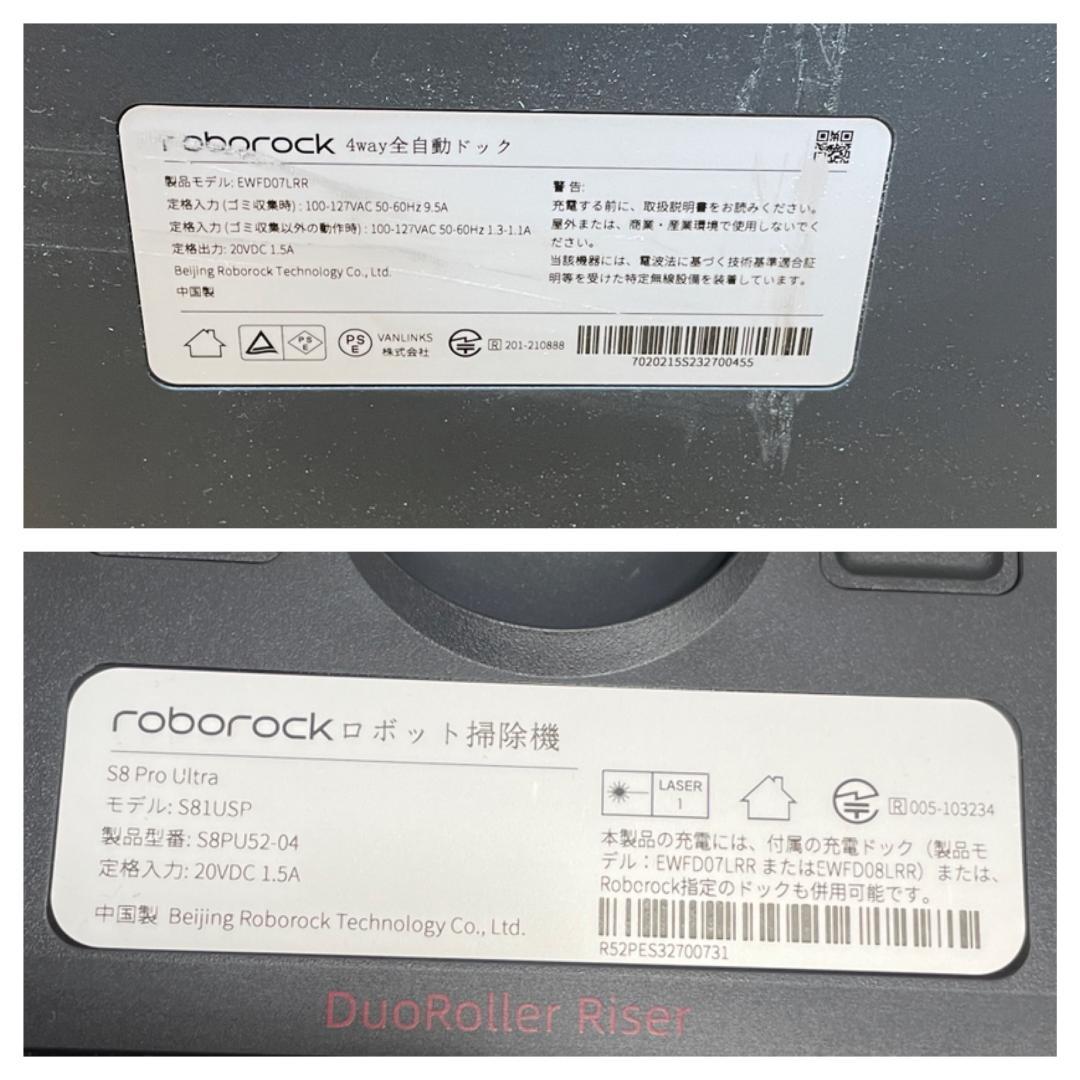 roborock 4way全自動ドック
製品モデル: EWFD07LRR
定格入力 (ゴミ収集時) : 100-127VAC 50-60Hz 9.5A
定格入力 (ゴミ収集以外の動作時) : 100-127VAC 50-60Hz 1.3-1.1A
定格出力: 20VDC 1.5A
Beijing Roborock Technology Co., Ltd.
中国製
警告:
充電する前に、取扱説明書をお読みください。
屋外または、商業・産業環境で使用しないでく
ださい。
当該機器には、電波法に基づく技術基準適合証
明等を受けた特定無線設備を装着しています。
PS E
PS E
VANLINKS
株式会社
R 201-210888
7020215S23270045S
roborockロボット掃除機
S8 Pro Ultra
モデル: S81USP
製品型番: S8PU52-04
定格入力: 20VDC 1.5A
中国製 Beijing Roborock Technology Co., Ltd.
LASER
1
R 005-103234
本製品の充電には、付属の充電ドック（製品モ
デル：EWFD07LRR またはEWFD08LRR）または、
Roborock指定のドックも併用可能です。
R52PES32700731
DuoRoller Riser